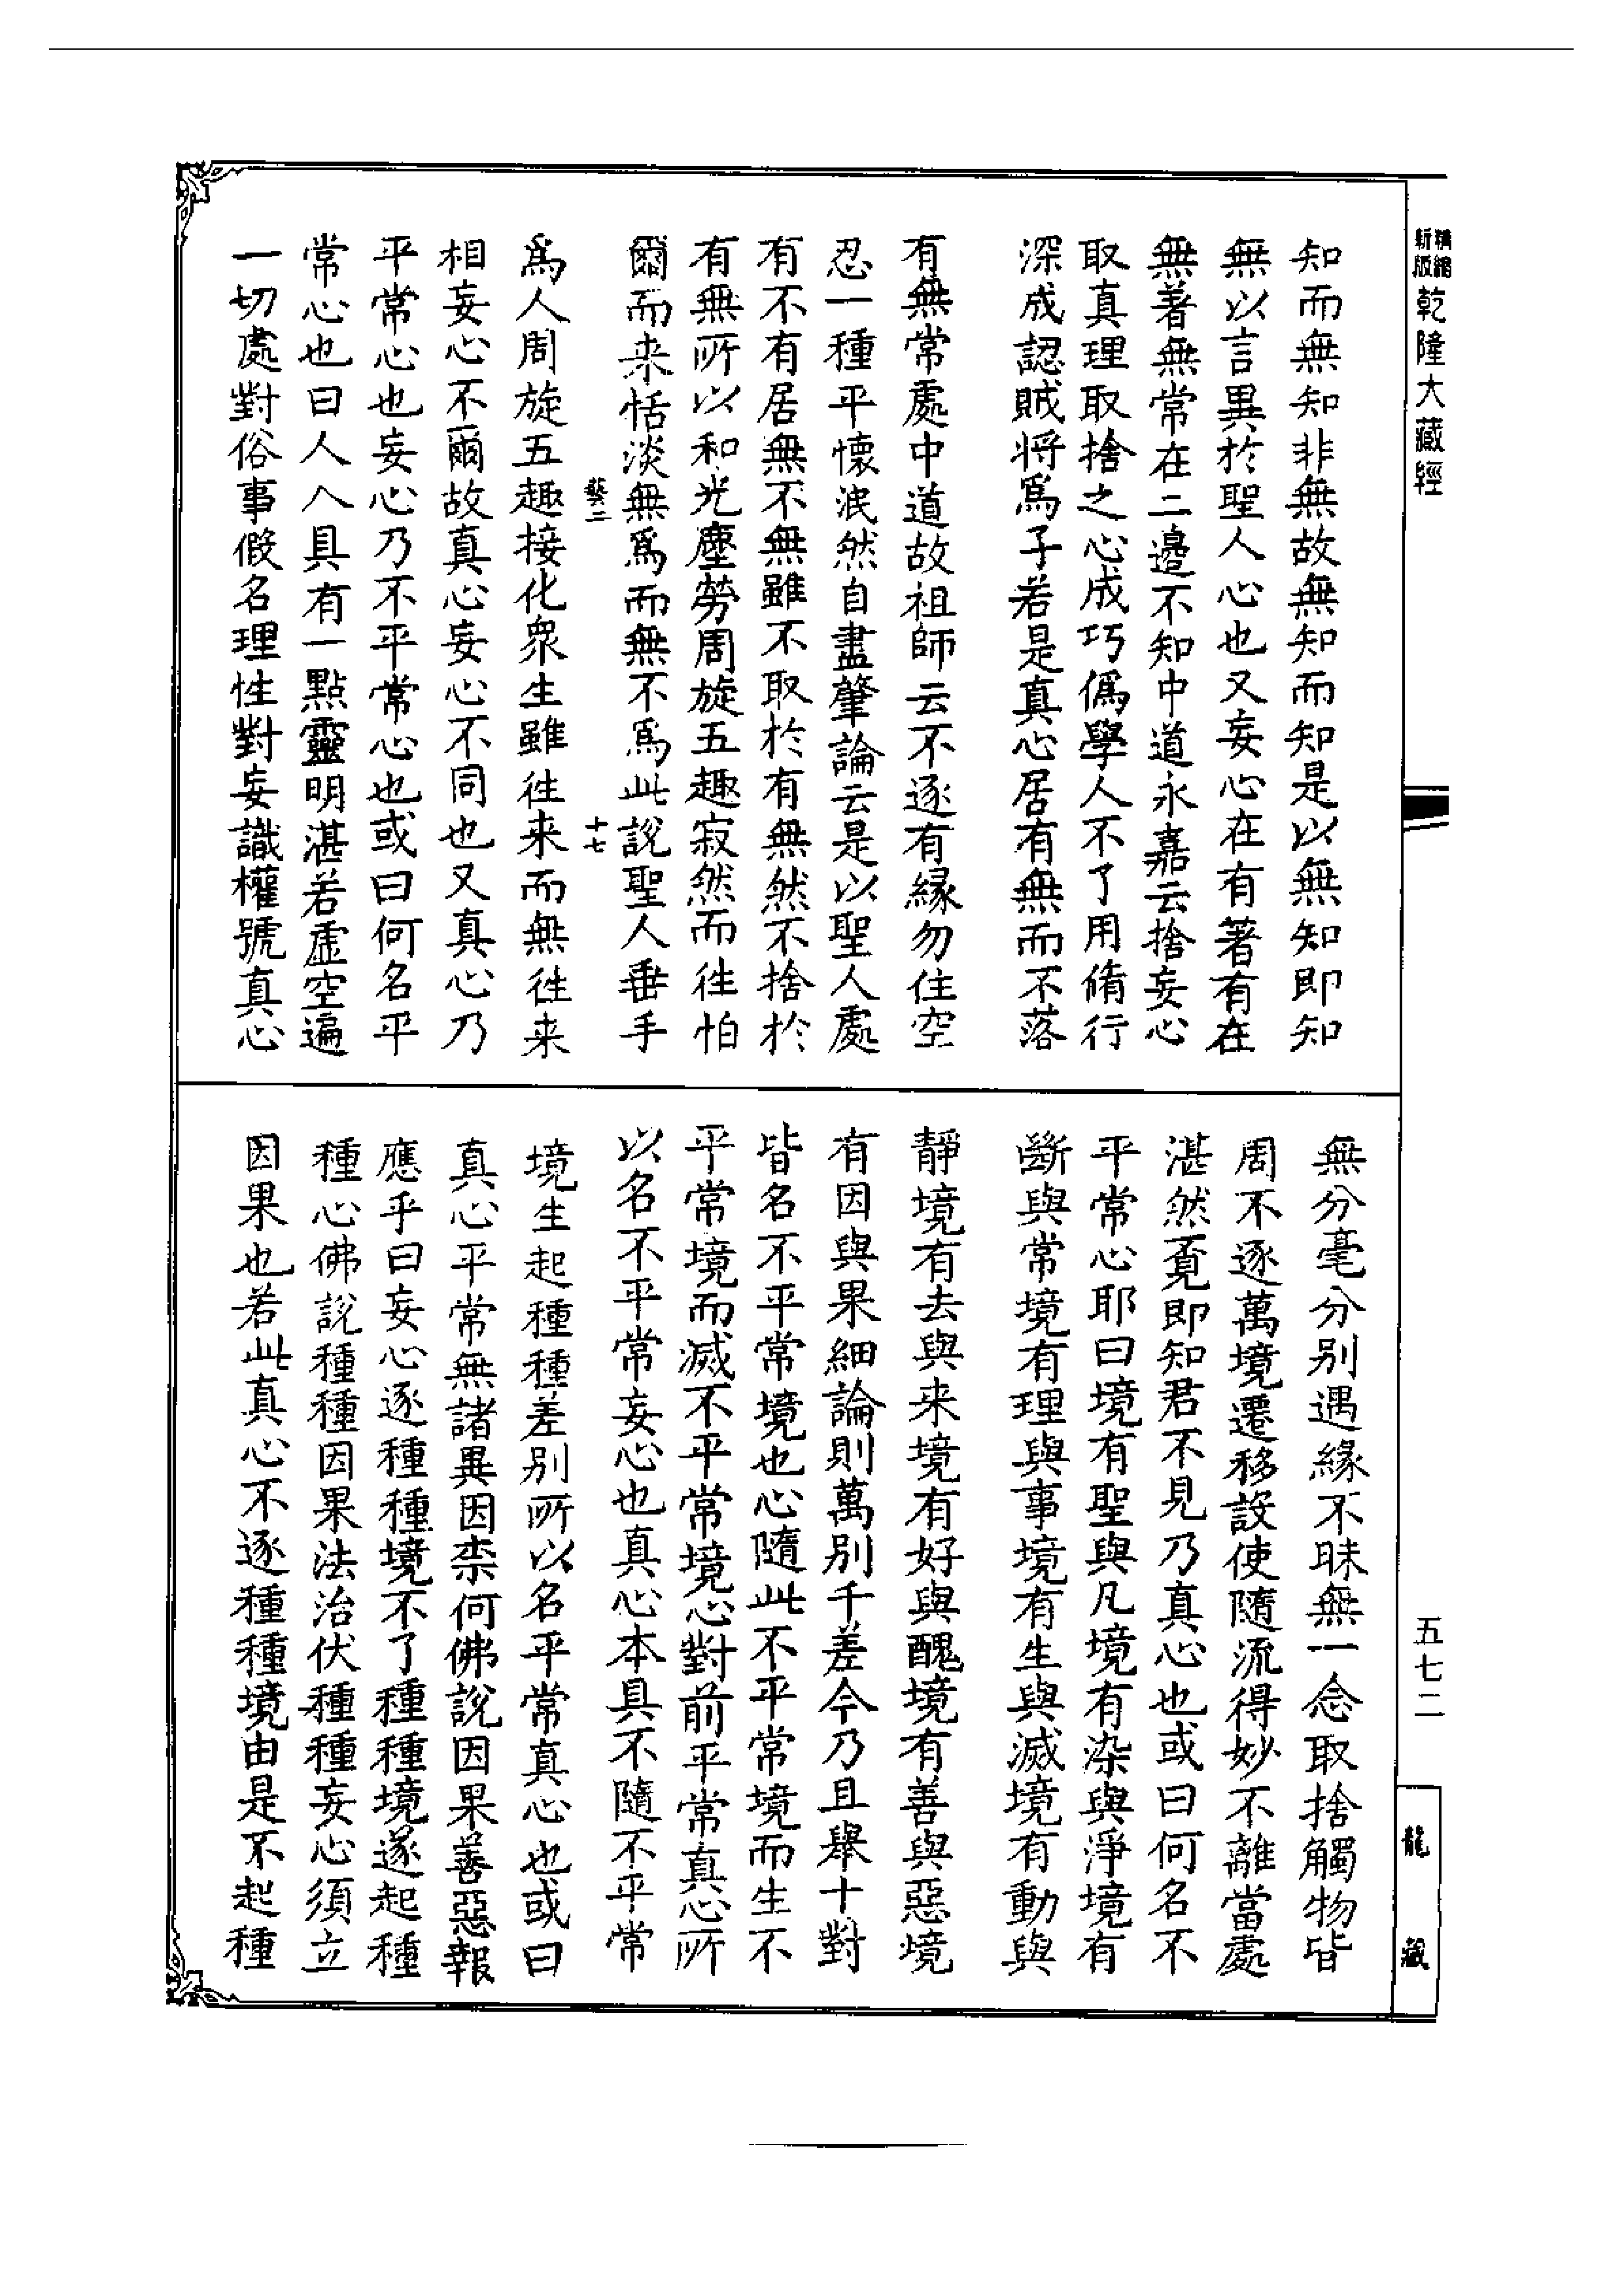 精縮新版乾隆大藏經
知而無知非無故無知而知是以無知即知
無以言異於聖人心也又妄心在有著有在
無著無常在二邊不知中道永嘉云捨妄心
取真理取捨之心成巧偽學人不了用脩行
深成認賊將爲子若是真心居有無而不落
有無常處中道故祖師云不逐有緣勿住空
忍一種平懷泯然自盡肇論云是以聖人處
有不有居無不無雖不取於有無然不捨於
有無所以和光塵勞周旋五趣寂然而徃怕
爾而来恬淡無爲而無不爲此說聖人垂手
藝二 十七
爲人周旋五趣接化衆生雖徃来而無徃来
相妄心不爾故真心妄心不同也又真心乃
平常心也妄心乃不平常心也或曰何名平
常心也曰人人具有一點靈明湛若虛空遍
一切處對俗事假名理性對妄識權號真心
無分毫分別遇緣不昧無一念取捨觸物皆
周不逐萬境遷移設使隨流得妙不離當處
湛然覔即知君不見乃真心也或曰何名不
平常心耶曰境有聖與凡境有染與淨境有
斷與常境有理與事境有生與滅境有動與
靜境有去與来境有好與醜境有善與惡境
有因與果細論則萬別千差今乃且舉十對
皆名不平常境也心隨此不平常境而生不
平常境而滅不平常境心對前平常真心所
以名不平常妄心也真心本具不隨不平常
境生起種種差別所以名平常真心也或曰
真心平常無諸異因柰何佛說因果善惡報
應乎曰妄心逐種種境不了種種境遂起種
種心佛說種種因果法治伏種種妄心須立
因果也若此真心不逐種種境由是不起種
五七二
龍藏